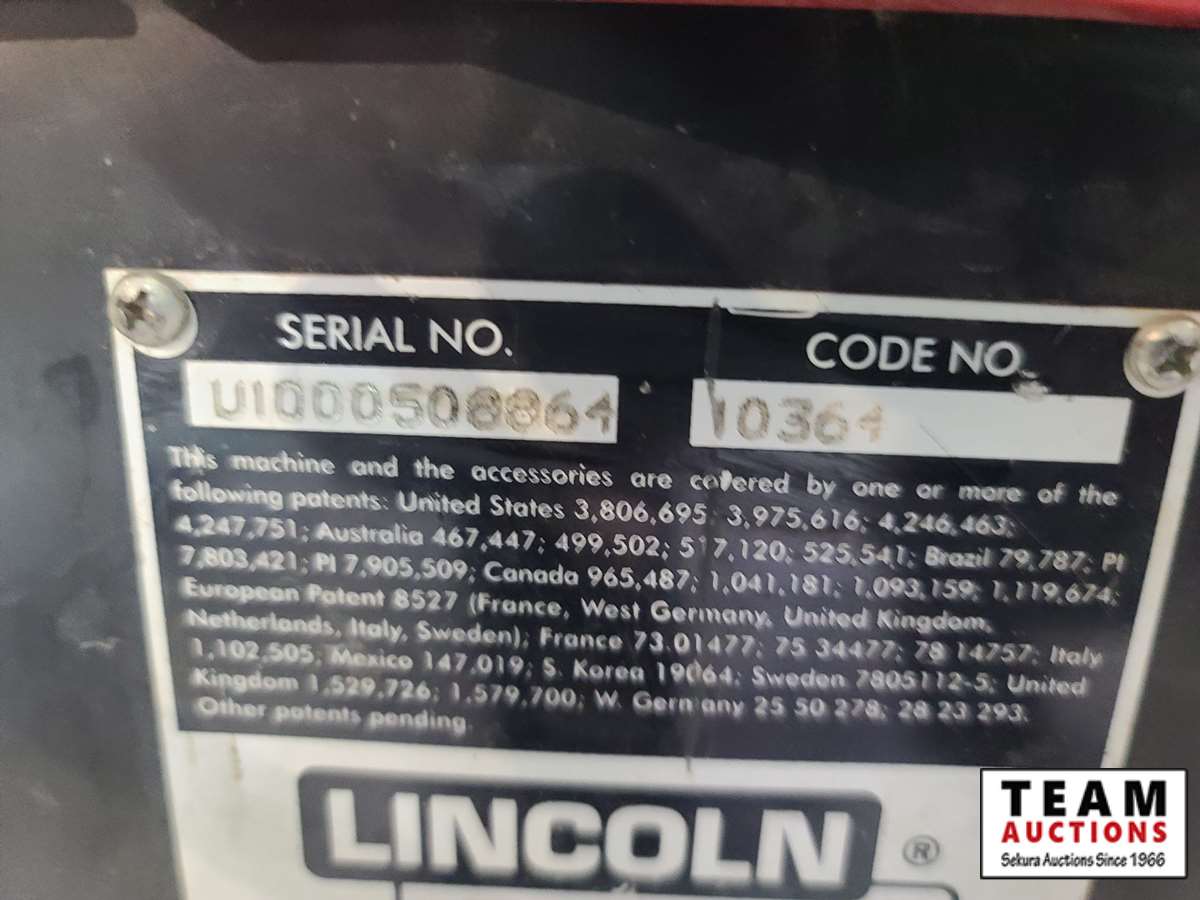 SERIAL NO. CODE NO.
U1000508864 10364
This machine and the accessories are covered by one or more of the
following patents: United States 3,806,695; 3,975,616; 4,246,463;
4,247,751; Australia 467,447; 499,502; 517,120; 525,541; Brazil 79,787; PI
7,803,421; PI 7,905,509; Canada 965,487; 1,041,181; 1,093,159; 1,119,674;
European Patent 8527 (France, West Germany, United Kingdom,
Netherlands, Italy, Sweden); France 73.01477; 75 34477; 78 14757; Italy
1,102,505; Mexico 147,019; S. Korea 19064; Sweden 7805112-5; United
Kingdom 1,529,726; 1,579,700; W. Germany 25 50 278; 28 23 293.
Other patents pending.
LINCOLN ®
TEAM
AUCTIONS
Sekura Auctions Since 1966